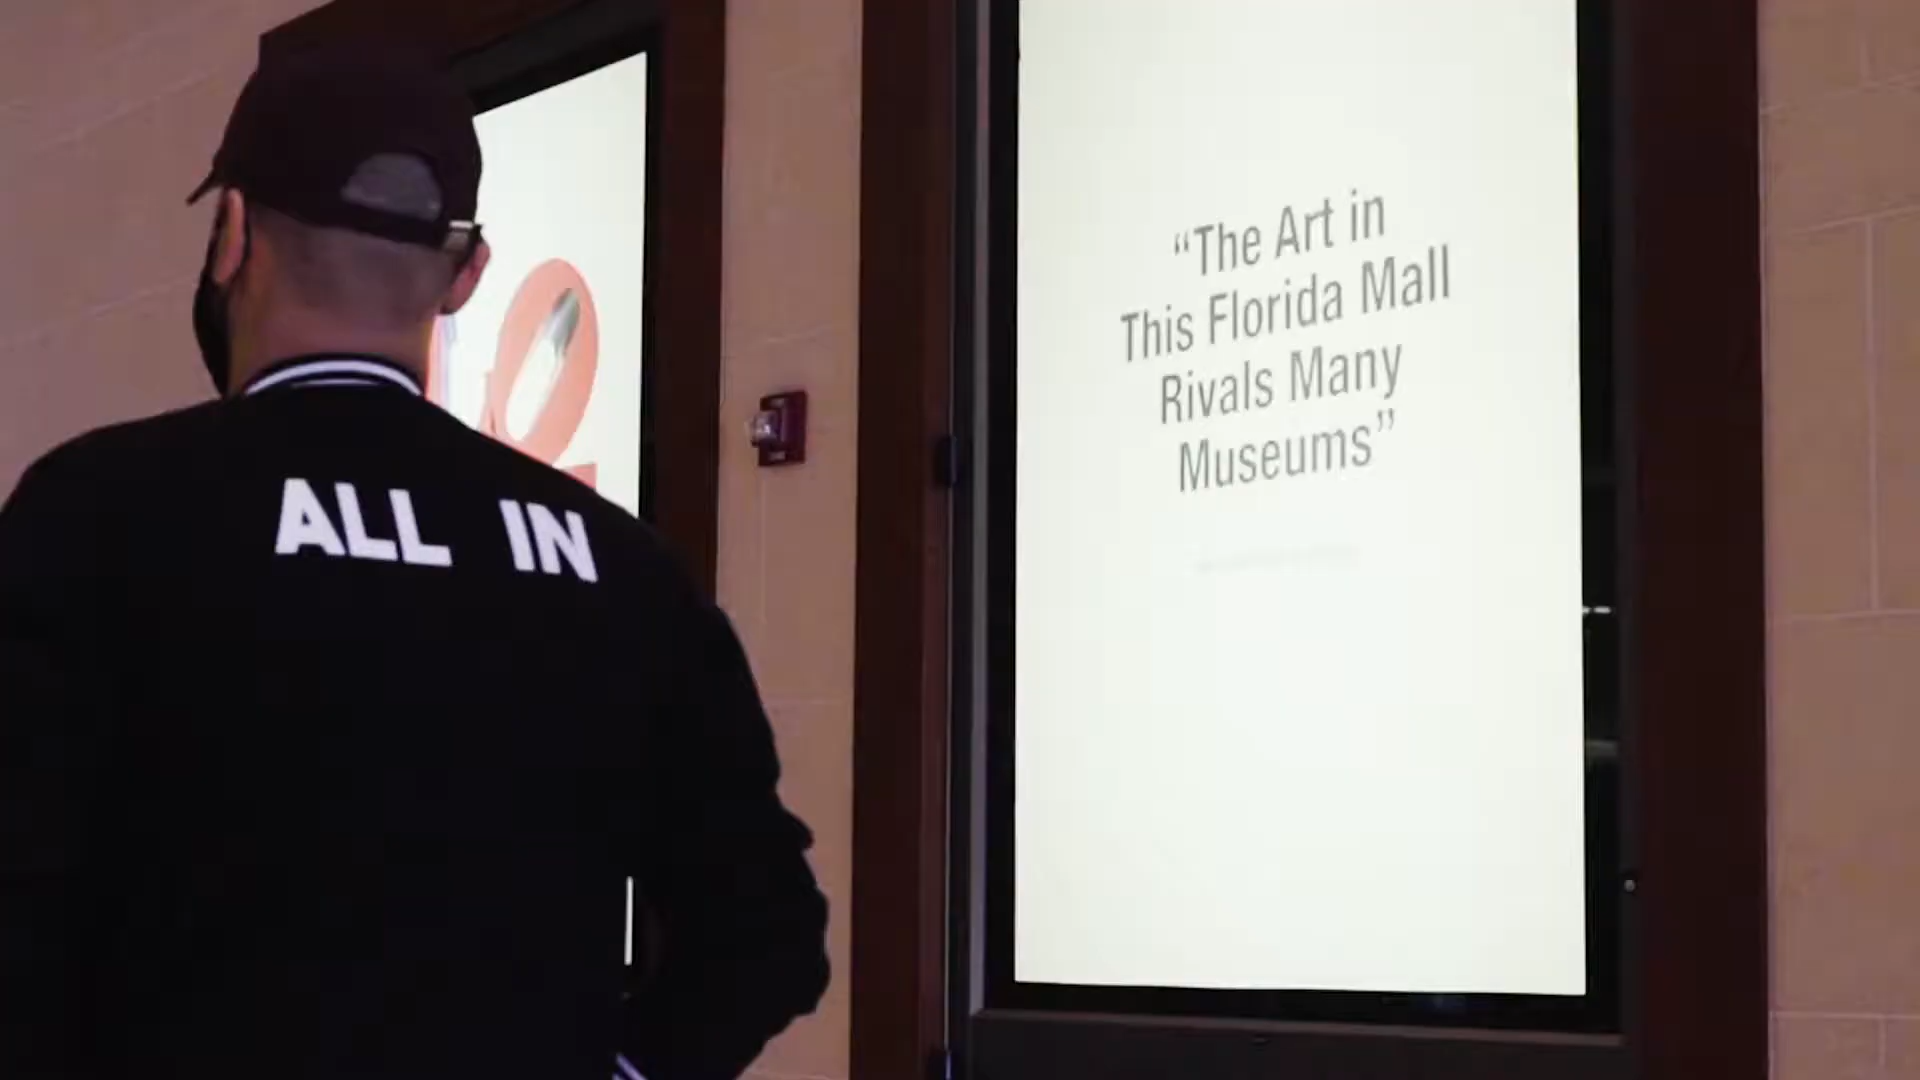 ALL IN
“The Art in
This Florida Mall
Rivals Many
Museums”